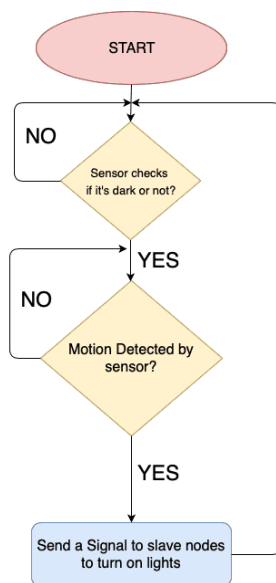 START
NO
Sensor checks
if it's dark or not?
YES
NO
Motion Detected by
sensor?
YES
Send a Signal to slave nodes
to turn on lights